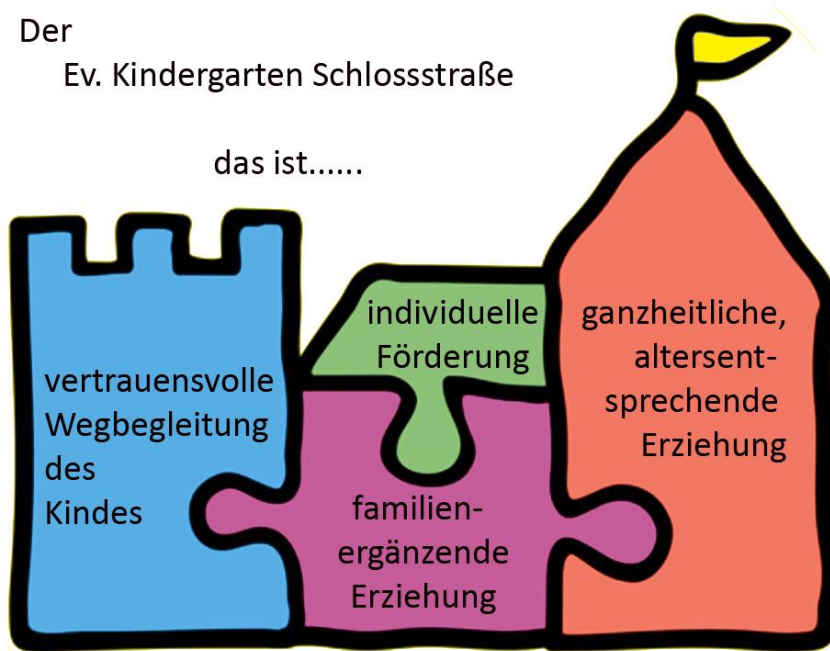 Der
Ev. Kindergarten Schlossstraße
das ist......
vertrauensvolle
Wegbegleitung
des
Kindes
individuelle
Förderung
familien-
ergänzende
Erziehung
ganzheitliche,
altersent-
sprechende
Erziehung